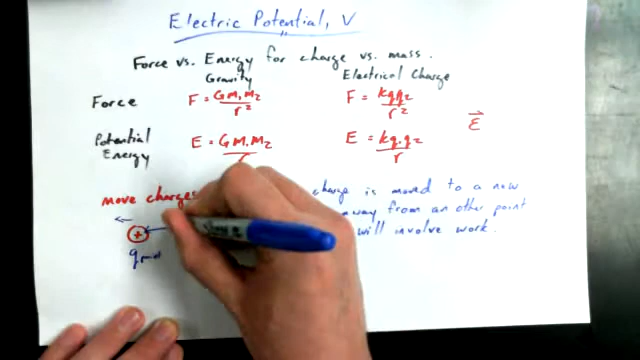 Electric Potential, V
Force vs. Energy for charge vs. mass.
Gravity
Electrical Charge
Force
F = GM₁M₂/r²
F = kq₁q₂/r²
ε⃗
Potential Energy
E = GM₁M₂/r
E = kq₁q₂/r
move charges
charge is moved to a new
away from an other point
will involve work.
+